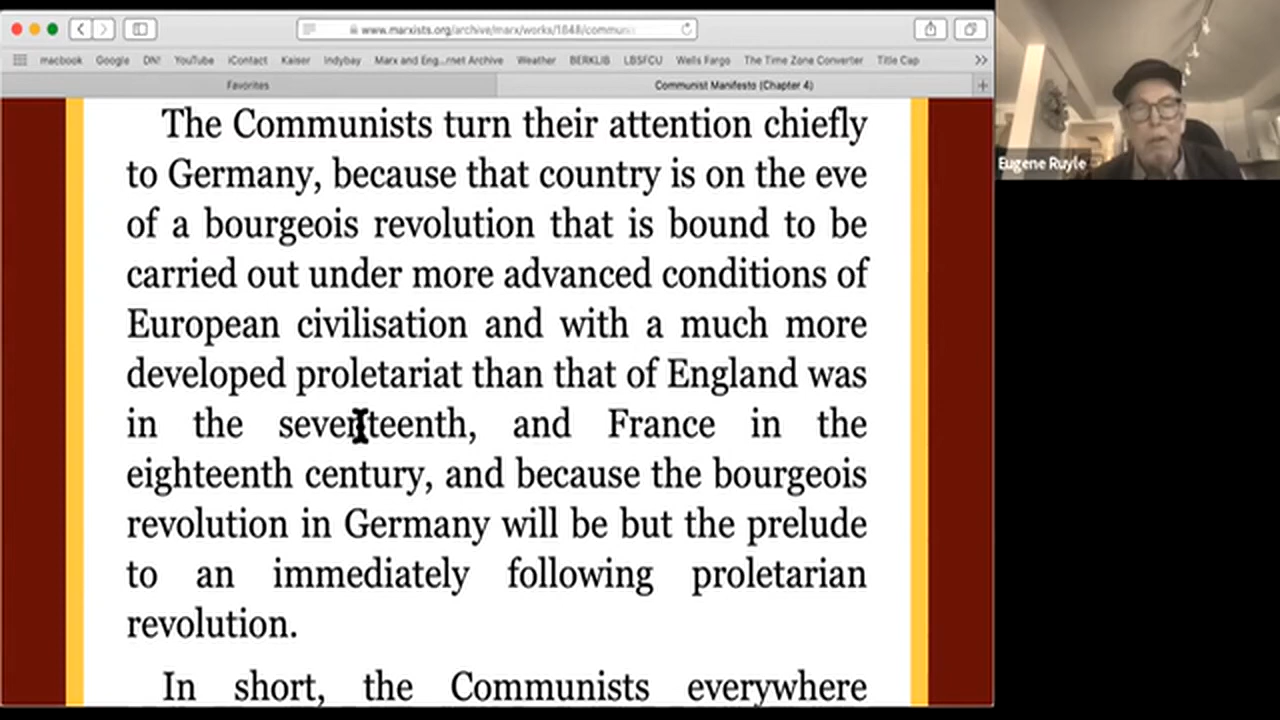 www.marxists.org/archive/marx/works/1848/commun
macbook Google DN! YouTube iContact Kaiser Indybay Marx and Eng...rnet Archive Weather BERKLIB LBSFCU Wells Fargo The Time Zone Converter Title Cap
Favorites Communist Manifesto (Chapter 4)
The Communists turn their attention chiefly
to Germany, because that country is on the eve
of a bourgeois revolution that is bound to be
carried out under more advanced conditions of
European civilisation and with a much more
developed proletariat than that of England was
in the seventeenth, and France in the
eighteenth century, and because the bourgeois
revolution in Germany will be but the prelude
to an immediately following proletarian
revolution.
In short, the Communists everywhere
Eugene Ruyle